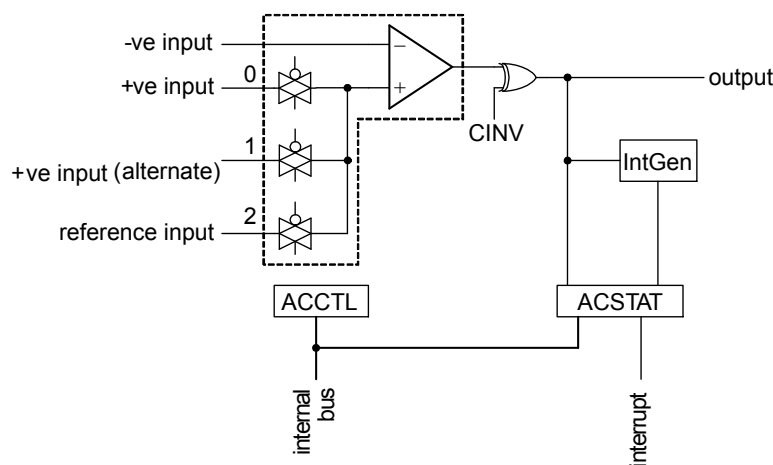 -ve input
0
+ve input
1
+ve input (alternate)
2
reference input
−
+
CINV
output
IntGen
ACCTL
ACSTAT
internal
bus
interrupt